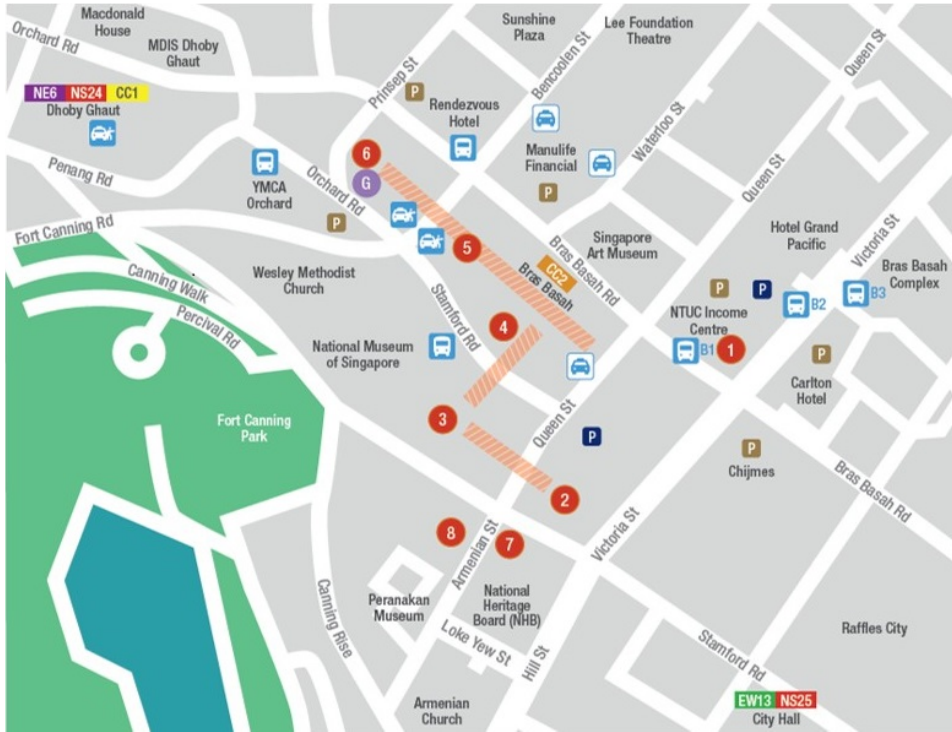 Macdonald
House
Orchard Rd
MDIS Dhoby
Ghaut
NE6 NS24 CC1
Dhoby Ghaut
Penang Rd
Fort Canning Rd
Canning Walk
Percival Rd
YMCA
Orchard
P
Orchard Rd
Prinsep St
P
Sunshine
Plaza
Lee Foundation
Theatre
Bencoolen St
Rendezvous
Hotel
Manulife
Financial
P
Waterloo St
Queen St
Queen St
6
G
5
Bras Basah Rd
CC2
Bras Basah
Singapore
Art Museum
Hotel Grand
Pacific
Victoria St
Bras Basah
Complex
B3
B2
P
P
NTUC Income
Centre
B1
1
P
Carlton
Hotel
P
Chijmes
Bras Basah Rd
Wesley Methodist
Church
Stamford Rd
4
National Museum
of Singapore
3
Queen St
P
2
Fort Canning
Park
8
7
Armenian St
Victoria St
Peranakan
Museum
National
Heritage
Board (NHB)
Loke Yew St
Hill St
Canning Rise
Armenian
Church
Stamford Rd
Raffles City
EW13 NS25
City Hall